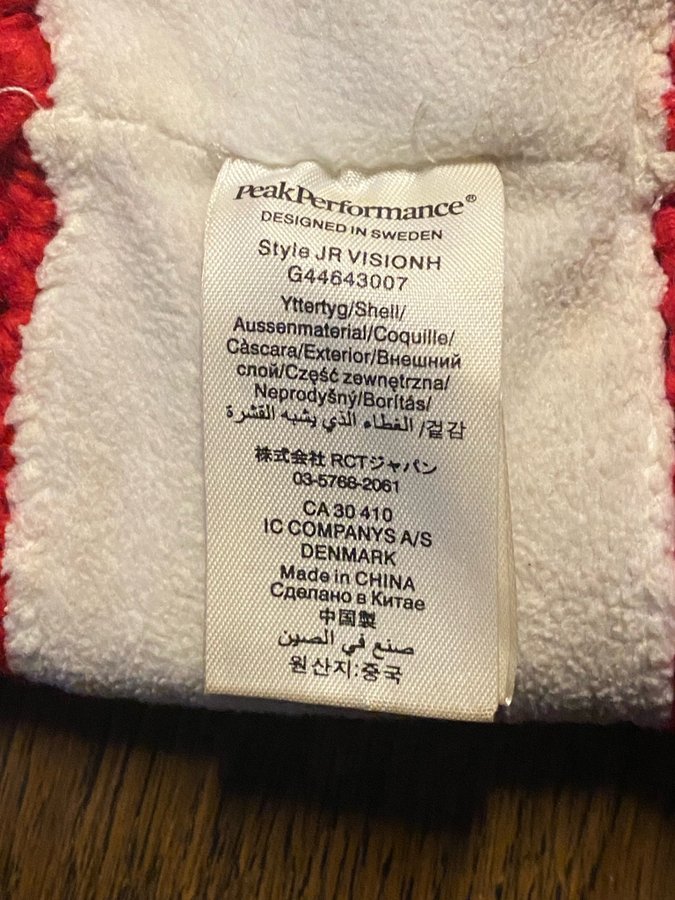 PeakPerformance®
DESIGNED IN SWEDEN
Style JR VISIONH
G44643007
Yttertyg/Shell/
Aussenmaterial/Coquille/
Càscara/Exterior/Внешний
слой/Część zewnętrzna/
Neprodyšný/Borítás/
الغطاء الذي يشبه القشرة /겉감
株式会社 RCTジャパン
03-5766-2061
CA 30 410
IC COMPANYS A/S
DENMARK
Made in CHINA
Сделано в Китае
中国製
صنع في الصين
원산지:중국